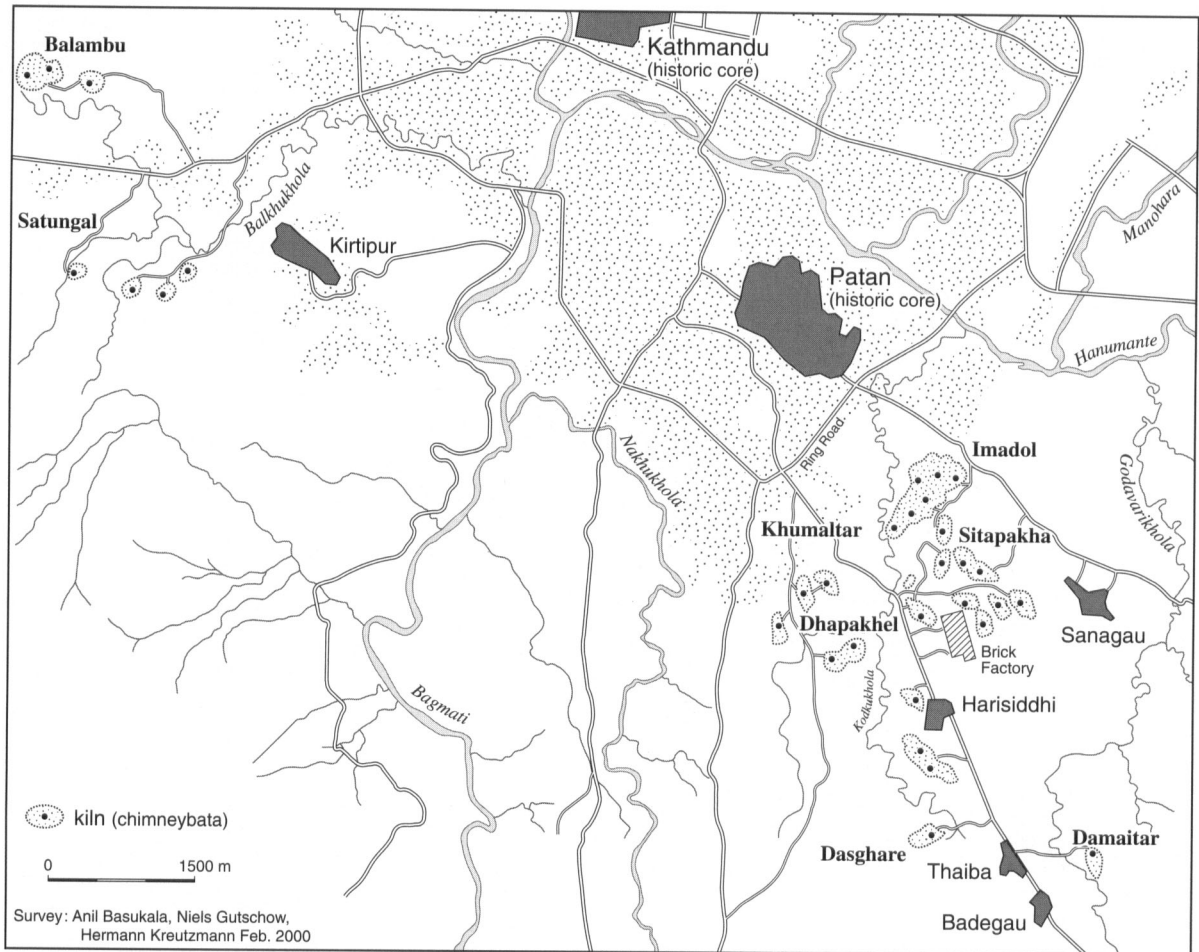 Balambu
Kathmandu
(historic core)
Satungal
Balkhukhola
Kirtipur
Manohara
Patan
(historic core)
Hanumante
Ring Road
Nakhukhola
Imadol
Godavarikhola
Khumaltar
Sitapakha
Dhapakhel
Sanagau
Brick
Factory
Kodkukhola
Bagmati
Harisiddhi
kiln (chimneybata)
0 1500 m
Dasghare
Damaitar
Thaiba
Badegau
Survey: Anil Basukala, Niels Gutschow,
Hermann Kreutzmann Feb. 2000